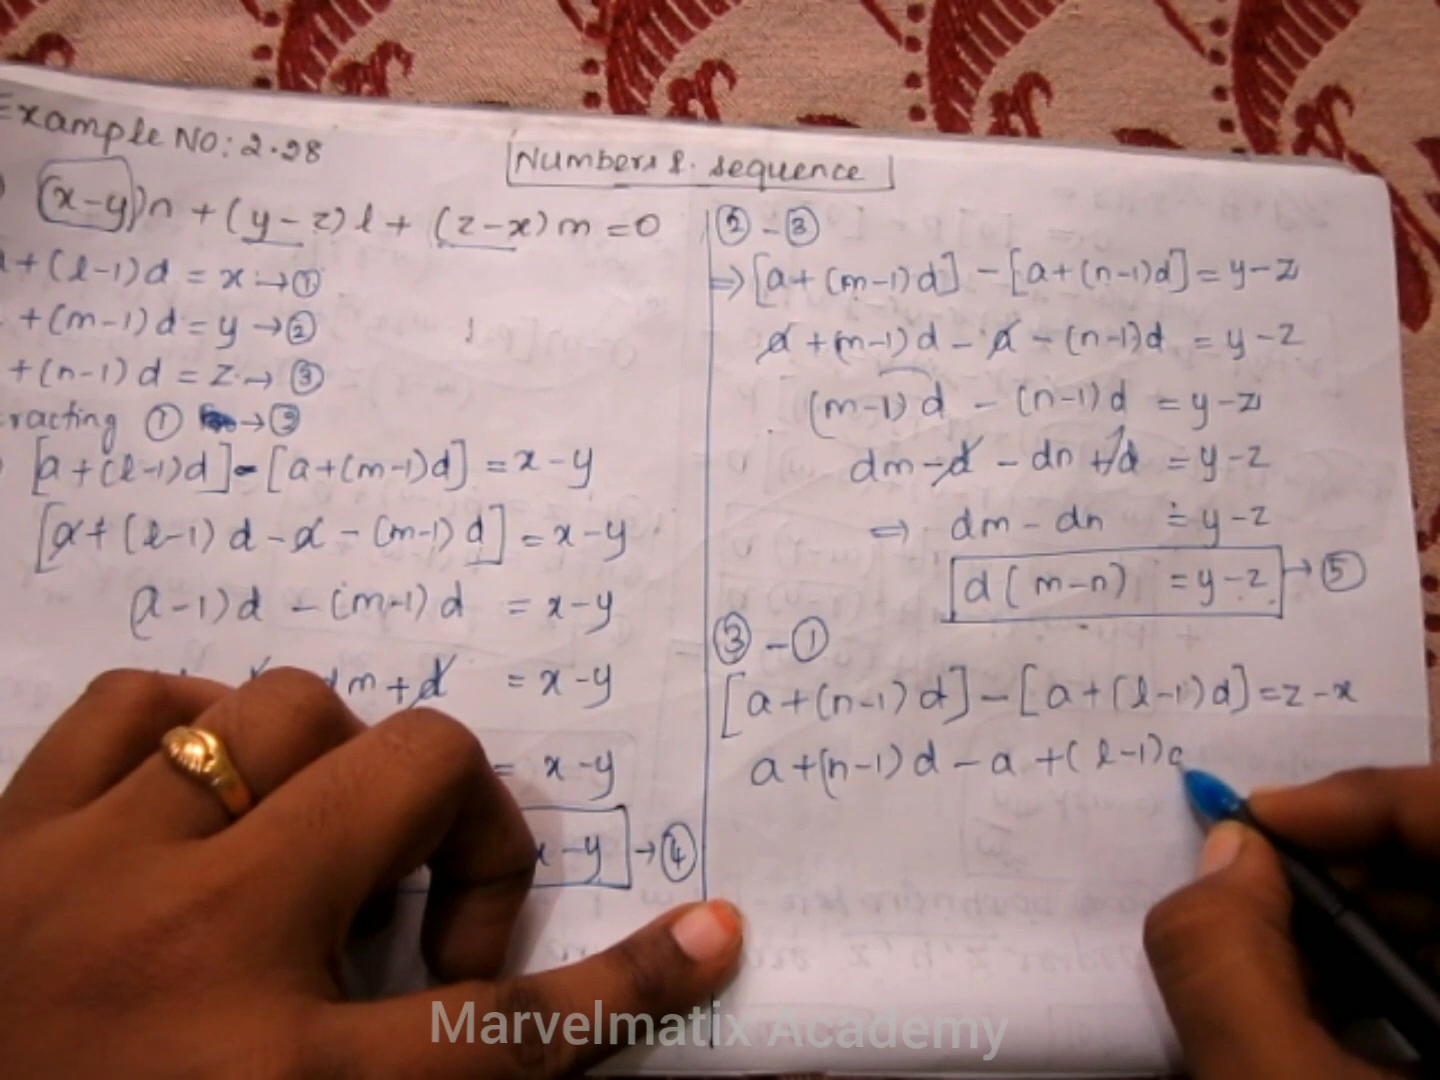 Example No: 2.28
Numbers & sequence
(x-y)n + (y-z)l + (z-x)m = 0
+(l-1)d = x → ①
+(m-1)d = y → ②
+(n-1)d = z → ③
racting ① → ②
[a+(l-1)d] - [a+(m-1)d] = x-y
[a+(l-1)d - a - (m-1)d] = x-y
(l-1)d - (m-1)d = x-y
m+d = x-y
= x-y
x-y → ④
② - ③
⇒ [a+(m-1)d] - [a+(n-1)d] = y-z
a+(m-1)d - a - (n-1)d = y-z
(m-1)d - (n-1)d = y-z
dm - d - dn + d = y-z
⇒ dm - dn = y-z
d(m-n) = y-z → ⑤
③ - ①
[a+(n-1)d] - [a+(l-1)d] = z-x
a+(n-1)d - a + (l-1)
Marvelmatix Academy